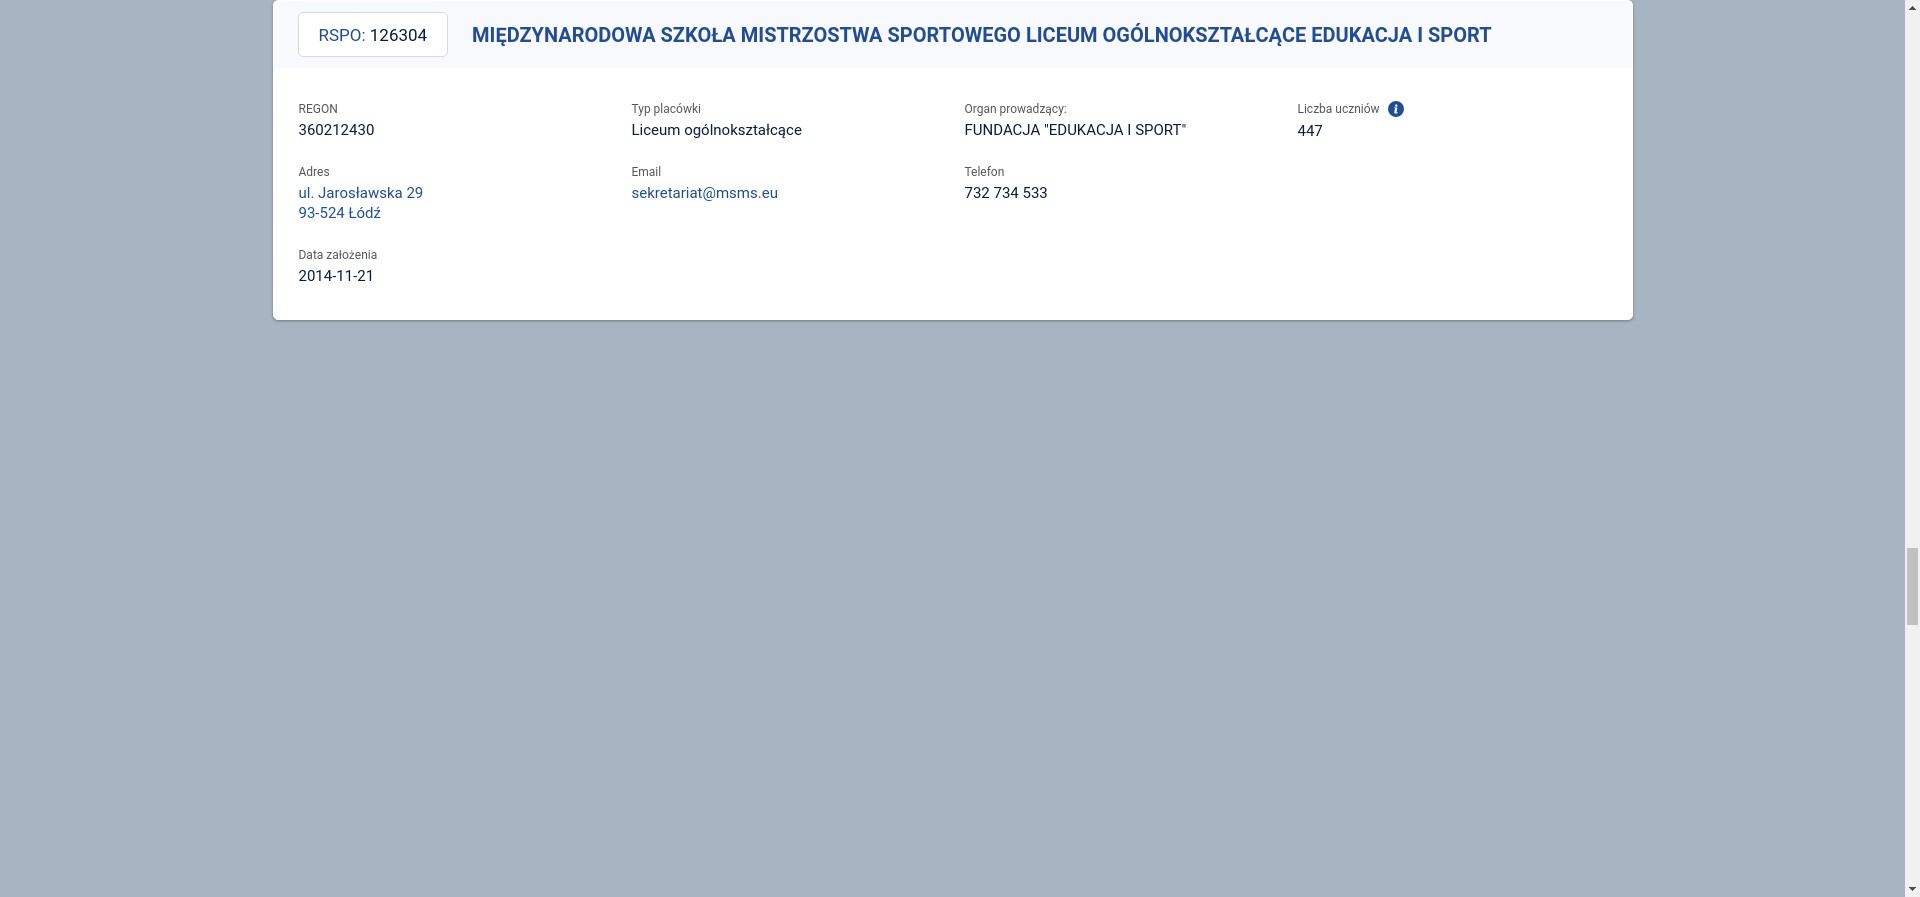 RSPO: 126304
MIĘDZYNARODOWA SZKOŁA MISTRZOSTWA SPORTOWEGO LICEUM OGÓLNOKSZTAŁCĄCE EDUKACJA I SPORT
REGON
360212430
Typ placówki
Liceum ogólnokształcące
Organ prowadzący:
FUNDACJA "EDUKACJA I SPORT"
Liczba uczniów
447
Adres
ul. Jarosławska 29
93-524 Łódź
Email
sekretariat@msms.eu
Telefon
732 734 533
Data założenia
2014-11-21